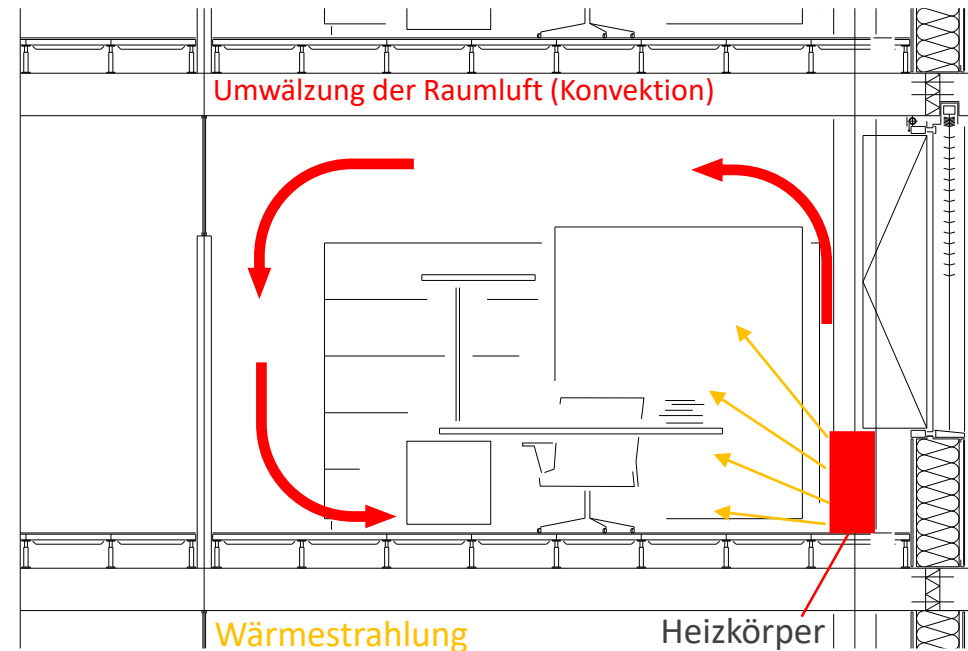 Umwälzung der Raumluft (Konvektion)
Wärmestrahlung
Heizkörper